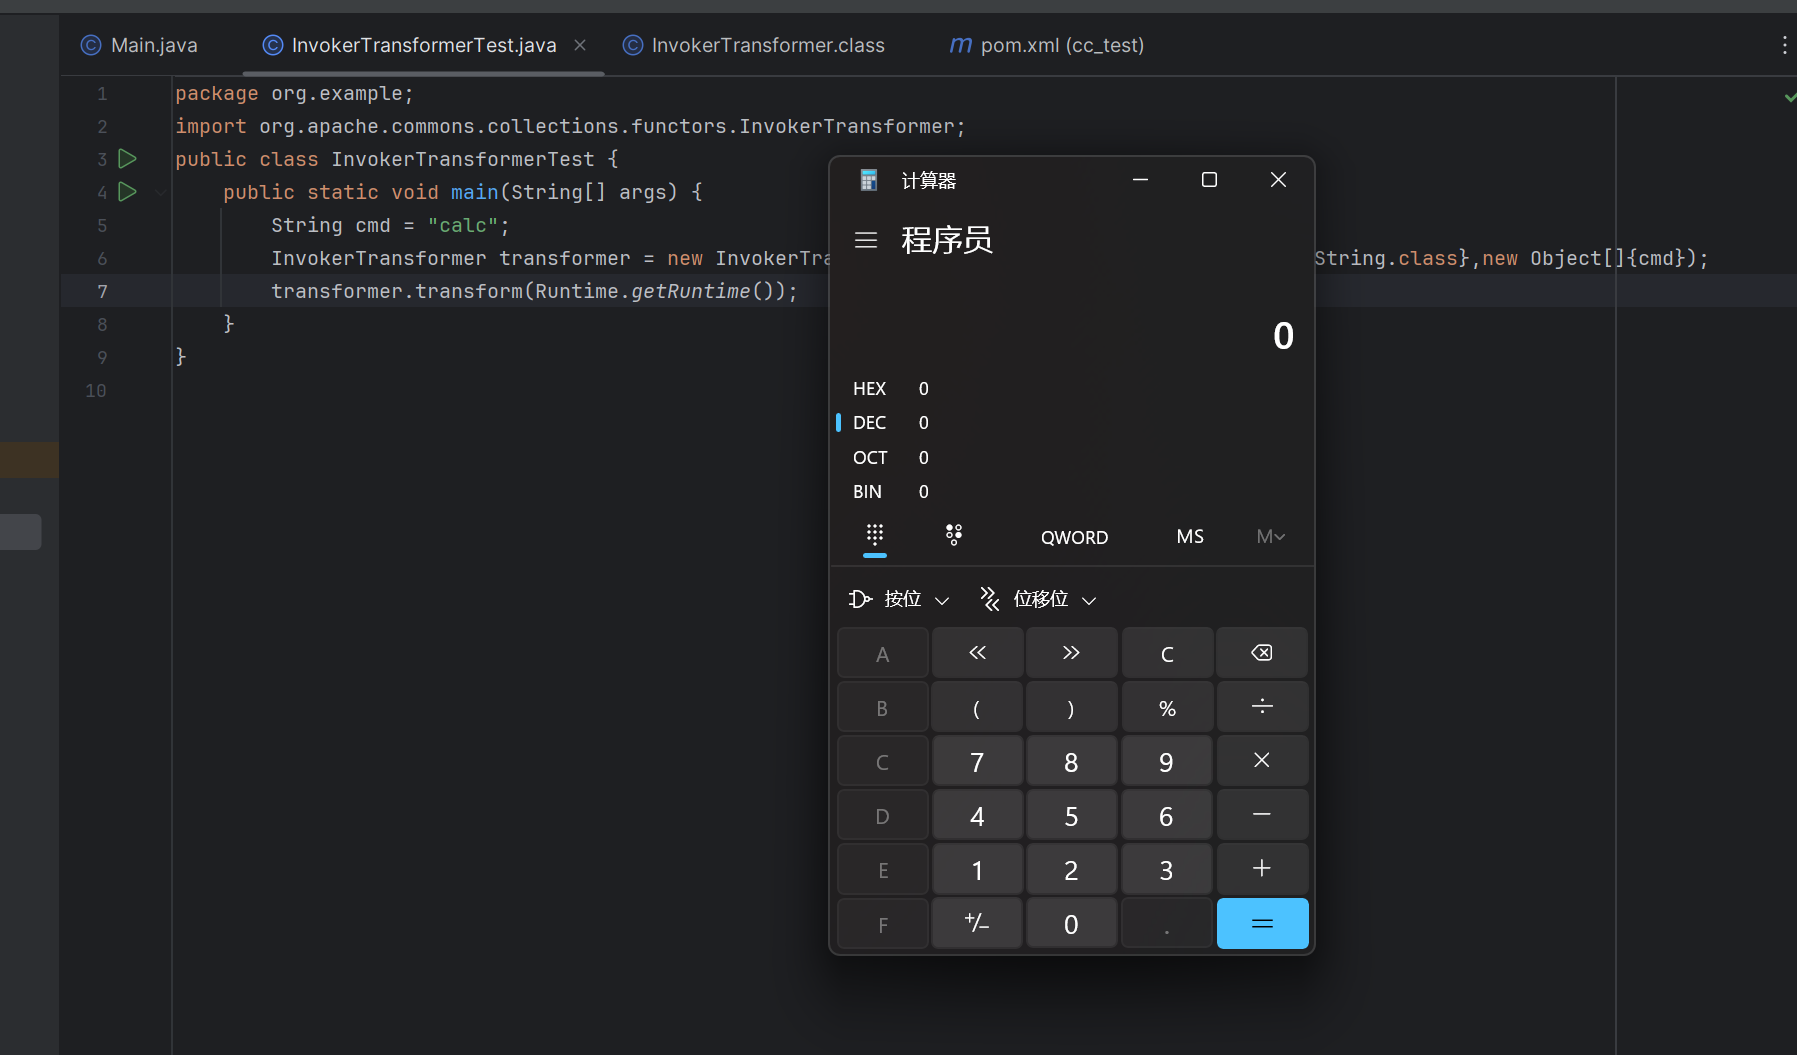 Main.java InvokerTransformerTest.java InvokerTransformer.class pom.xml (cc_test)
1 package org.example;
2 import org.apache.commons.collections.functors.InvokerTransformer;
3 public class InvokerTransformerTest {
4 public static void main(String[] args) {
5 String cmd = "calc";
6 InvokerTransformer transformer = new InvokerTra String.class},new Object[]{cmd});
7 transformer.transform(Runtime.getRuntime());
8 }
9 }
10
计算器
程序员
0
HEX 0
DEC 0
OCT 0
BIN 0
QWORD MS M
按位 位移位
A « » C
B ( ) % ÷
C 7 8 9 ×
D 4 5 6 −
E 1 2 3 +
F +/− 0 . =